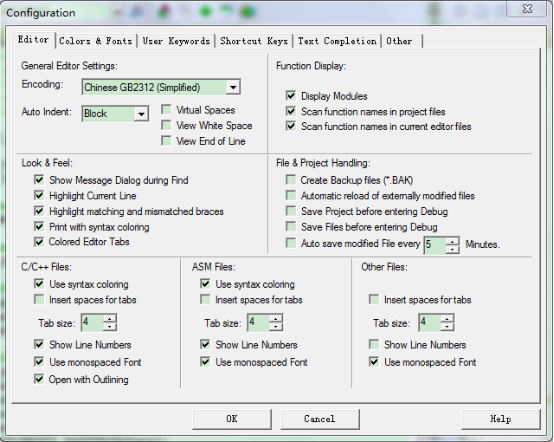 Configuration
Editor Colors & Fonts User Keywords Shortcut Keys Text Completion Other
General Editor Settings:
Encoding: Chinese GB2312 (Simplified)
Auto Indent: Block
Virtual Spaces
View White Space
View End of Line
Function Display:
Display Modules
Scan function names in project files
Scan function names in current editor files
Look & Feel:
Show Message Dialog during Find
Highlight Current Line
Highlight matching and mismatched braces
Print with syntax coloring
Colored Editor Tabs
File & Project Handling:
Create Backup files (*.BAK)
Automatic reload of externally modified files
Save Project before entering Debug
Save Files before entering Debug
Auto save modified File every 5 Minutes.
C/C++ Files:
Use syntax coloring
Insert spaces for tabs
Tab size: 4
Show Line Numbers
Use monospaced Font
Open with Outlining
ASM Files:
Use syntax coloring
Insert spaces for tabs
Tab size: 4
Show Line Numbers
Use monospaced Font
Other Files:
Insert spaces for tabs
Tab size: 4
Show Line Numbers
Use monospaced Font
OK Cancel Help